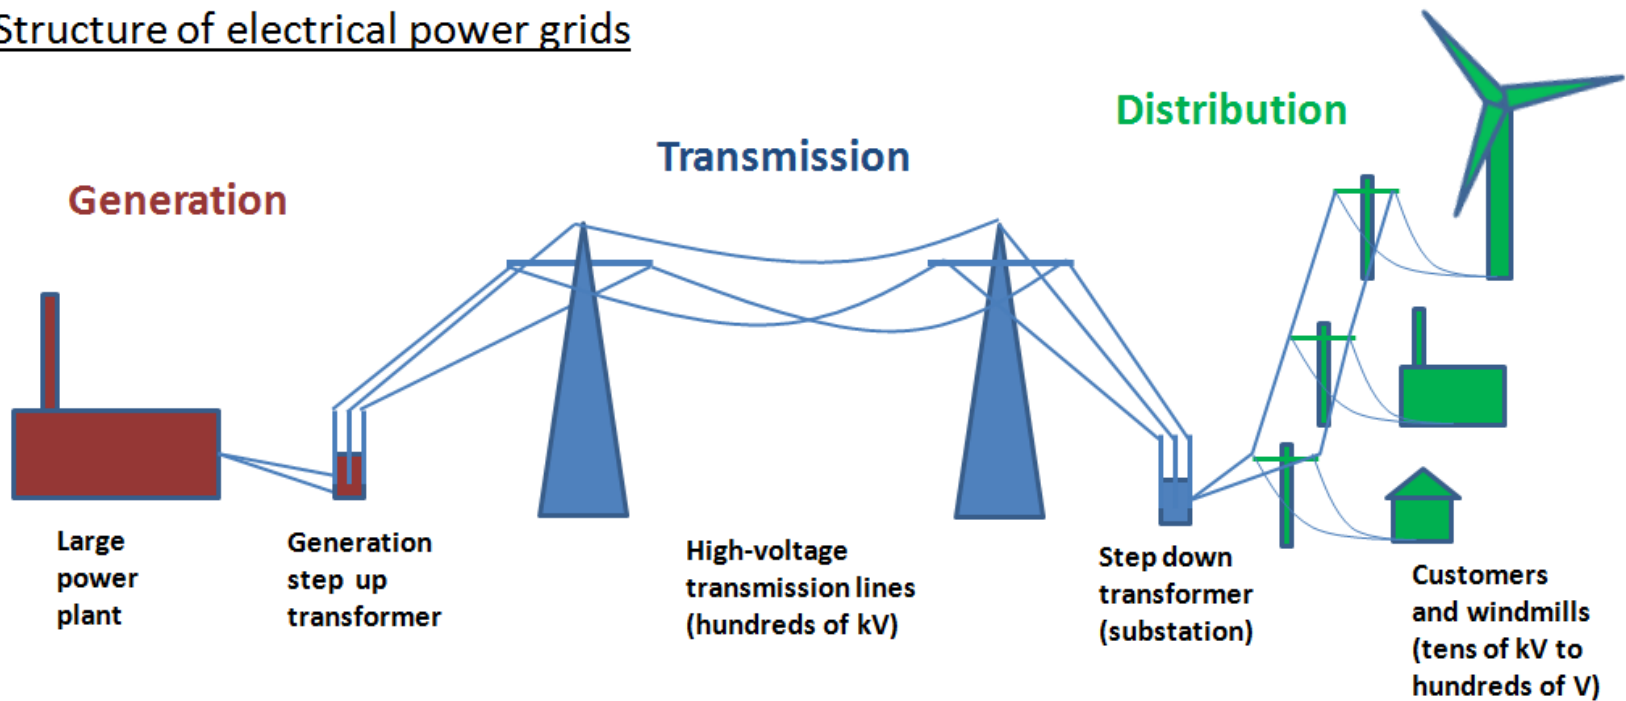 Structure of electrical power grids
Distribution
Transmission
Generation
Large
power
plant
Generation
step up
transformer
High-voltage
transmission lines
(hundreds of kV)
Step down
transformer
(substation)
Customers
and windmills
(tens of kV to
hundreds of V)